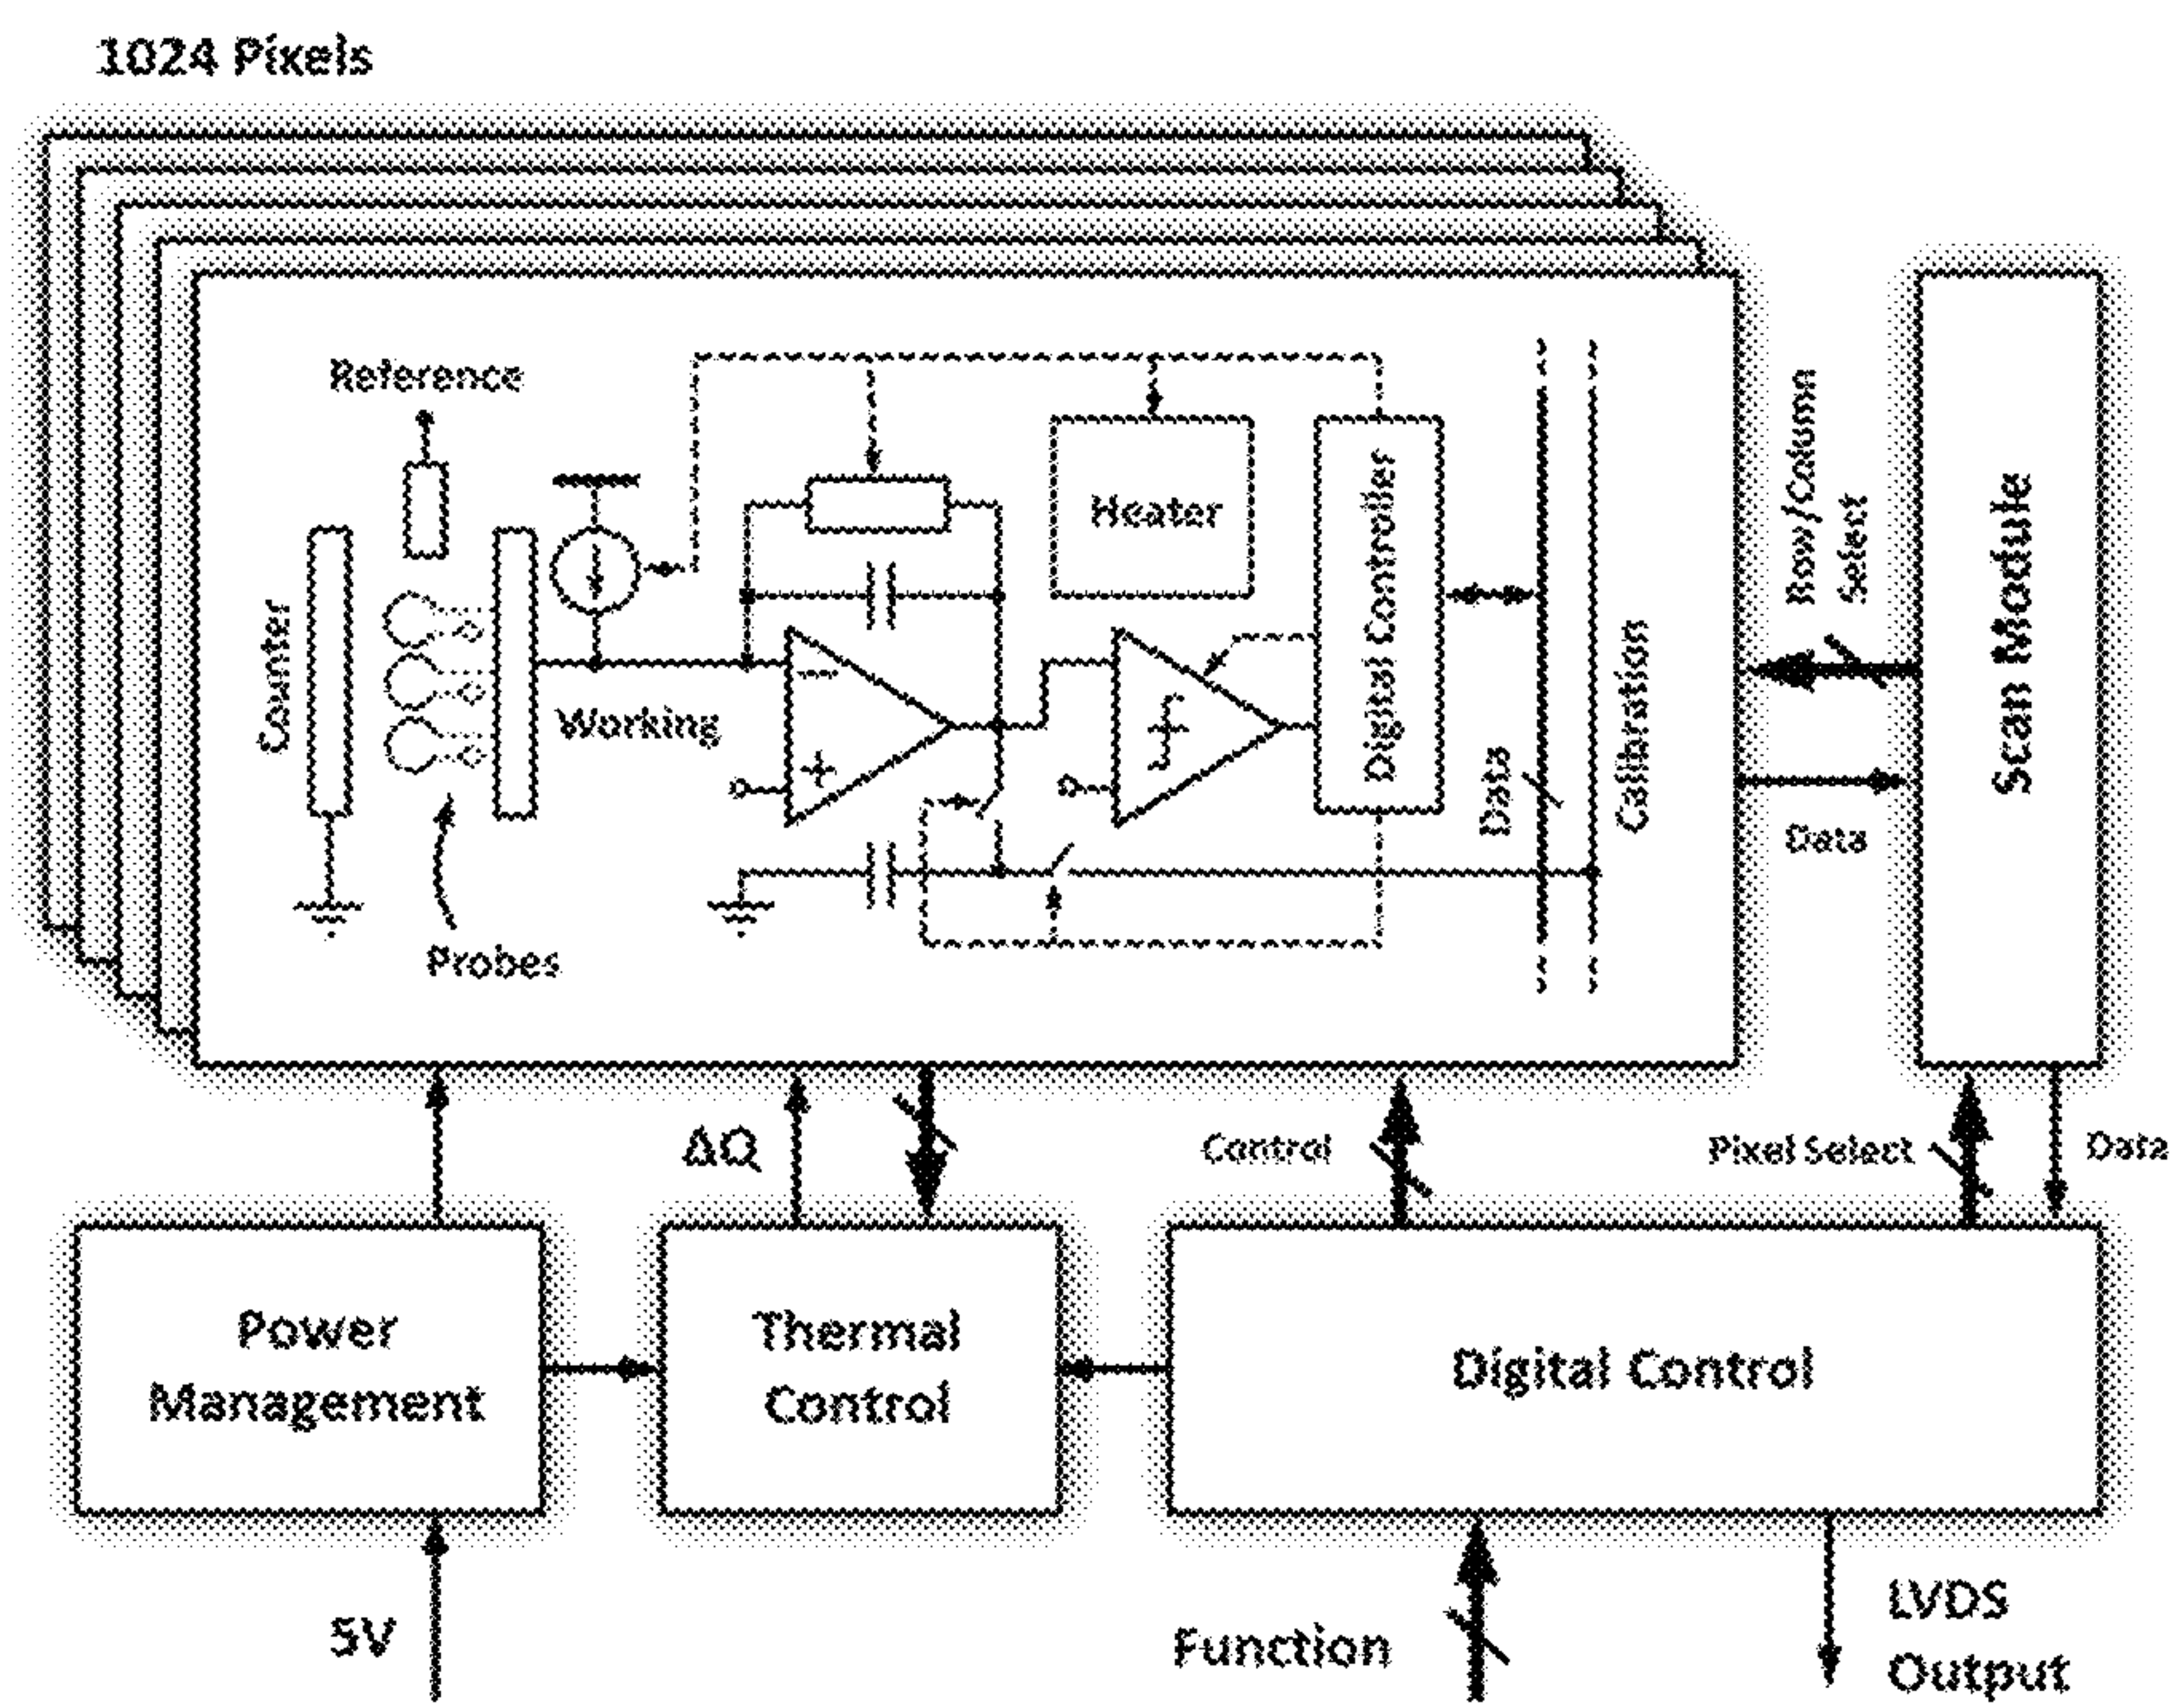 1024 Pixels
Reference
Counter
Working
Probes
Heater
Digital Controller
Data
Calibration
Row/Column
Select
Data
Scan Module
ΔQ
Control
Pixel Select
Data
Power
Management
Thermal
Control
Digital Control
5V
Function
LVDS
Output